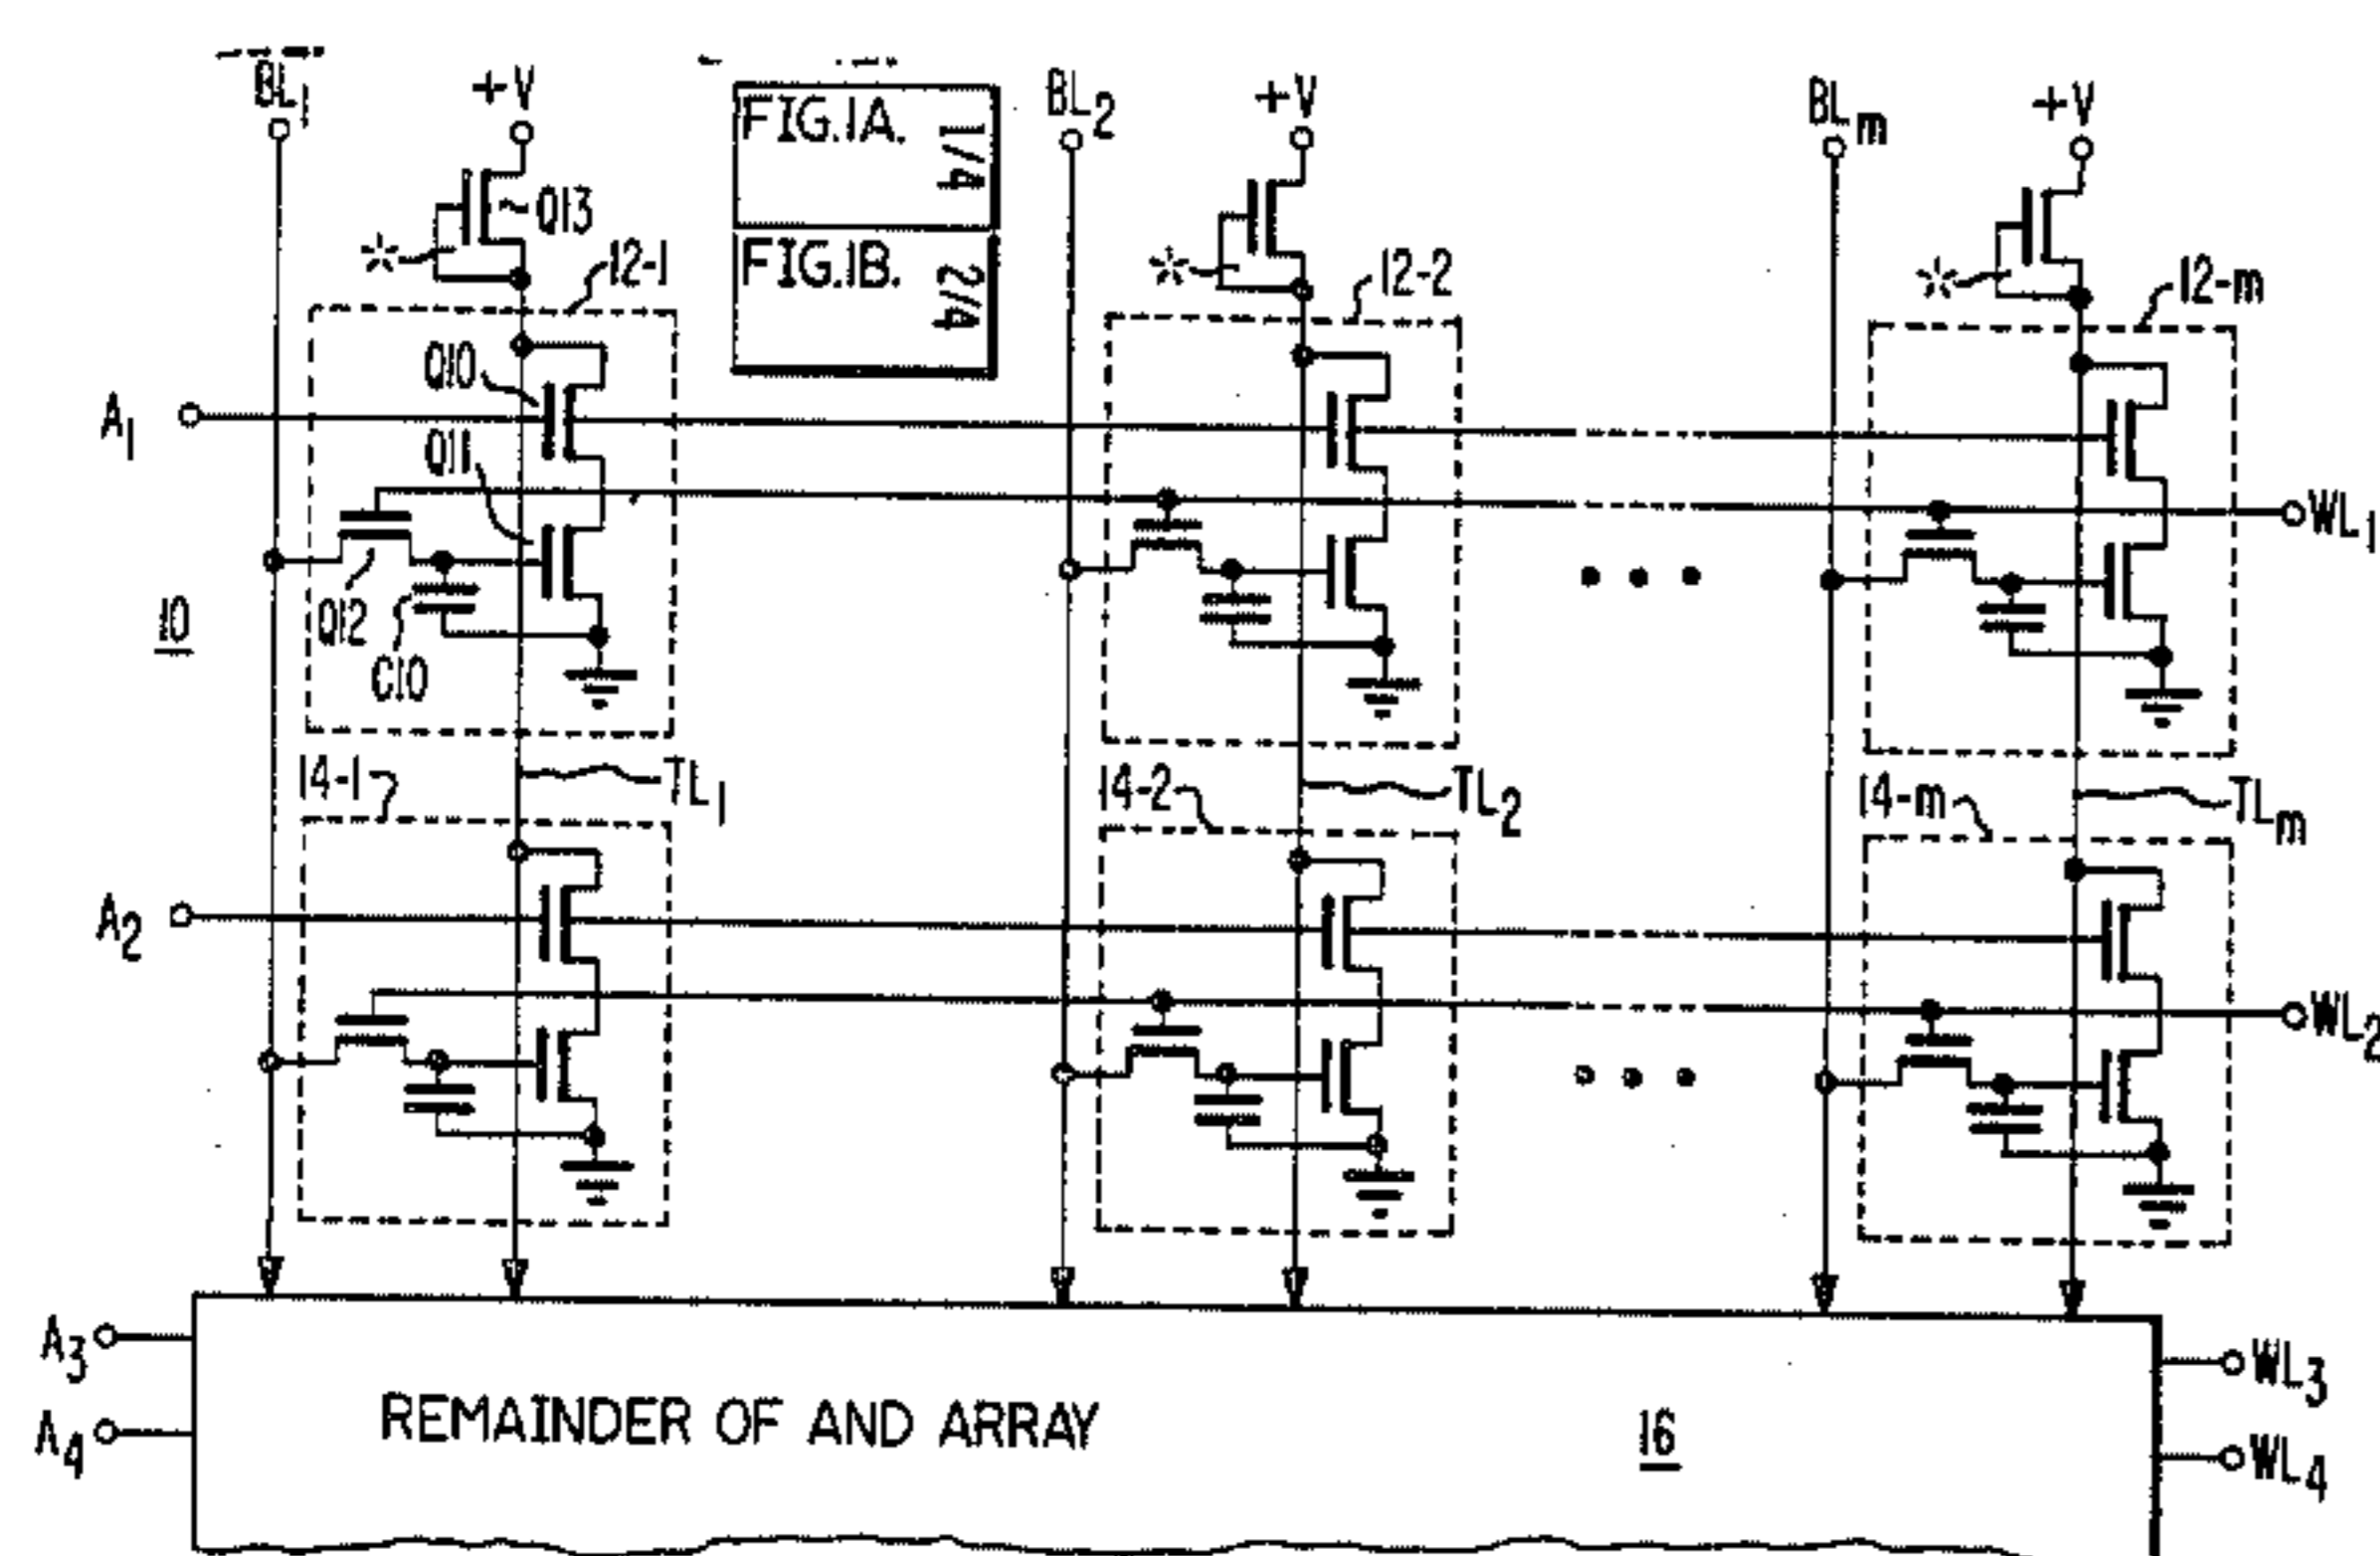 BL1 +V BL2 +V BLm +V
FIG.1A. 1/4
FIG.1B. 2/4
Q13
* * *
12-1 12-2 12-m
Q10
A1
Q11
WL1
10
Q12
C10
14-1 TL1 14-2 TL2 14-m TLm
A2
WL2
A3 WL3
REMAINDER OF AND ARRAY 16
A4 WL4